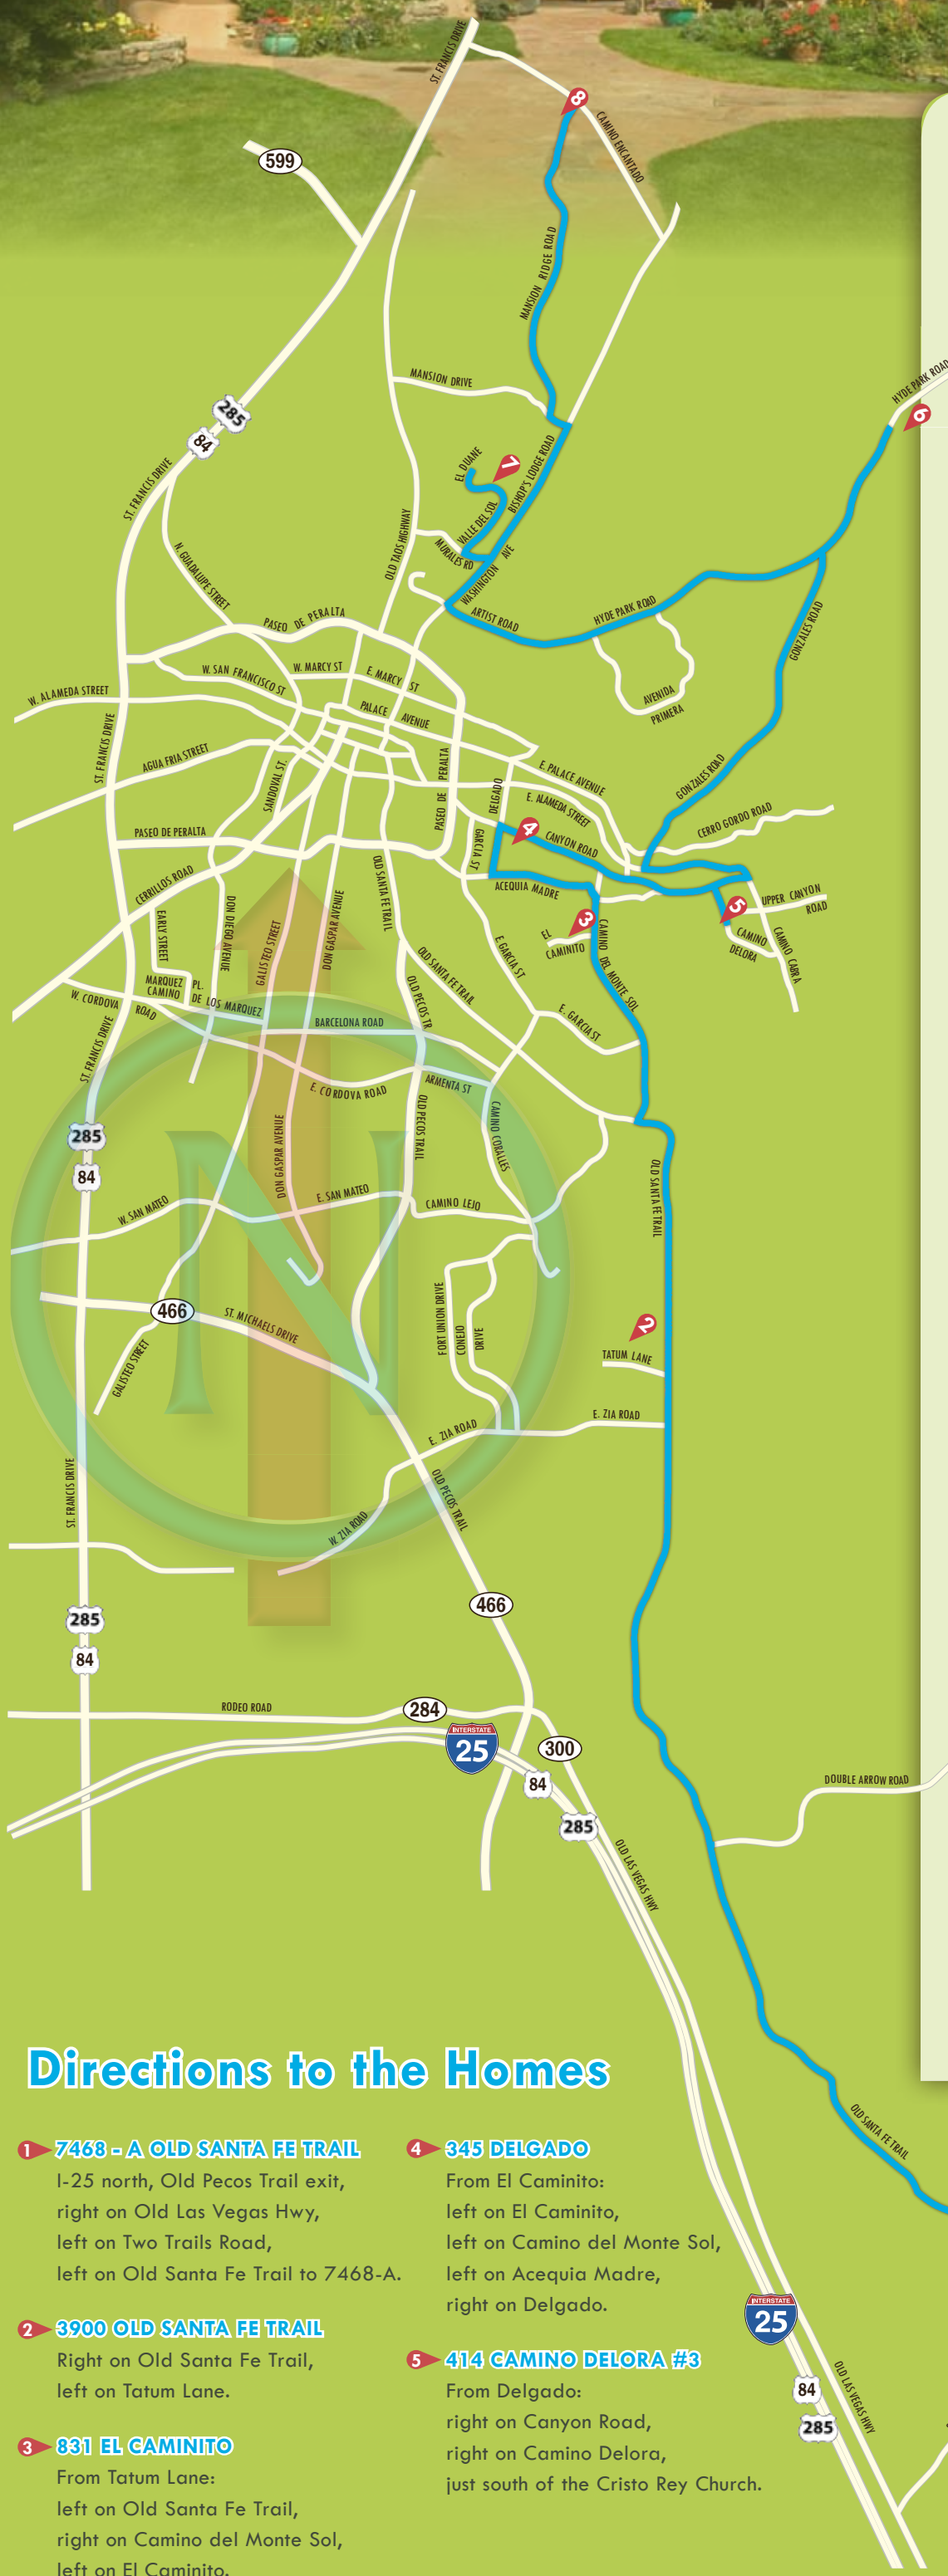 ST. FRANCIS DRIVE
8
CAMINO ENCANTADO
599
MANSION RIDGE ROAD
HYDE PARK ROAD
6
MANSION DRIVE
285
84
ST. FRANCIS DRIVE
EL DUANE
7
BISHOP'S LODGE ROAD
VALLE DEL SOL
OLD TAOS HIGHWAY
MURALES RD
WASHINGTON AVE
N. GUADALUPE STREET
ARTIST ROAD
HYDE PARK ROAD
GONZALES ROAD
PASEO DE PERALTA
W. SAN FRANCISCO ST
W. MARCY ST
E. MARCY ST
AVENIDA
PRIMERA
W. ALAMEDA STREET
PALACE AVENUE
ST. FRANCIS DRIVE
AGUA FRIA STREET
SANDOVAL ST.
PASEO DE PERALTA
DELGADO
E. PALACE AVENUE
E. ALAMEDA STREET
GONZALES ROAD
CERRO GORDO ROAD
PASEO DE PERALTA
4
CANYON ROAD
GARCIA ST
CERRILLOS ROAD
OLD SANTA FE TRAIL
ACEQUIA MADRE
UPPER CANYON
ROAD
5
EARLY STREET
DON DIEGO AVENUE
GALISTEO STREET
DON GASPAR AVENUE
3
EL
CAMINITO
CAMINO DEL MONTE SOL
CAMINO
DELORA
CAMINO CABRA
E. GARCIA ST
OLD SANTA FE TRAIL
OLD PECOS TR
MARQUEZ PL.
CAMINO DE LOS MARQUEZ
W. CORDOVA ROAD
BARCELONA ROAD
E. GARCIA ST
ST. FRANCIS DRIVE
E. CORDOVA ROAD
ARMENTA ST
OLD PECOS TRAIL
CAMINO CORALLES
285
84
N
DON GASPAR AVENUE
OLD SANTA FE TRAIL
W. SAN MATEO
E. SAN MATEO
CAMINO LEJO
466
ST. MICHAELS DRIVE
FORT UNION DRIVE
CONEJO
DRIVE
2
TATUM LANE
GALISTEO STREET
E. ZIA ROAD
E. ZIA ROAD
ST. FRANCIS DRIVE
OLD PECOS TRAIL
W. ZIA ROAD
466
285
84
RODEO ROAD
284
INTERSTATE
25
300
84
285
DOUBLE ARROW ROAD
OLD LAS VEGAS HWY
OLD SANTA FE TRAIL
INTERSTATE
25
84
285
OLD LAS VEGAS HWY
Directions to the Homes
1 7468 - A OLD SANTA FE TRAIL
I-25 north, Old Pecos Trail exit,
right on Old Las Vegas Hwy,
left on Two Trails Road,
left on Old Santa Fe Trail to 7468-A.
2 3900 OLD SANTA FE TRAIL
Right on Old Santa Fe Trail,
left on Tatum Lane.
3 831 EL CAMINITO
From Tatum Lane:
left on Old Santa Fe Trail,
right on Camino del Monte Sol,
left on El Caminito.
4 345 DELGADO
From El Caminito:
left on El Caminito,
left on Camino del Monte Sol,
left on Acequia Madre,
right on Delgado.
5 414 CAMINO DELORA #3
From Delgado:
right on Canyon Road,
right on Camino Delora,
just south of the Cristo Rey Church.